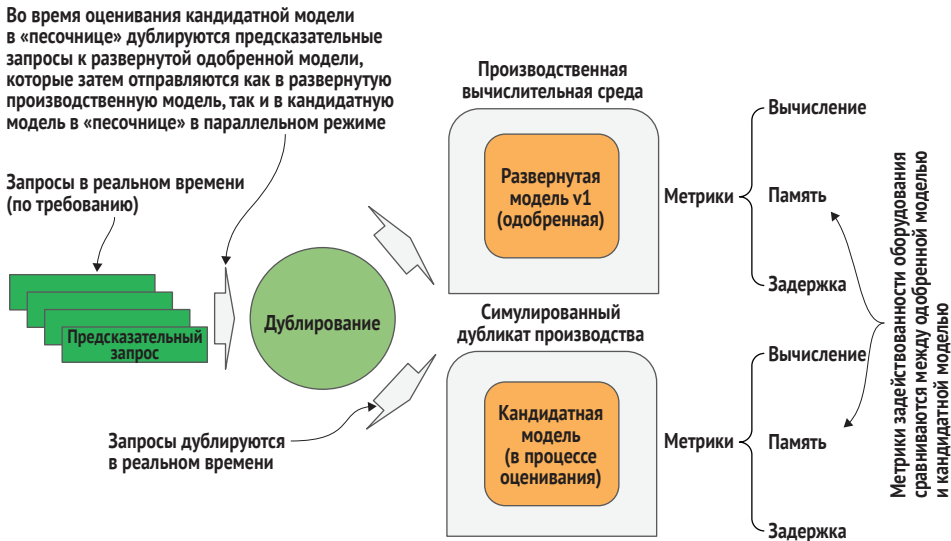 Во время оценивания кандидатной модели
в «песочнице» дублируются предсказательные
запросы к развернутой одобренной модели,
которые затем отправляются как в развернутую
производственную модель, так и в кандидатную
модель в «песочнице» в параллельном режиме
Запросы в реальном времени
(по требованию)
Предсказательный
запрос
Дублирование
Запросы дублируются
в реальном времени
Производственная
вычислительная среда
Развернутая
модель v1
(одобренная)
Метрики
Вычисление
Память
Задержка
Симулированный
дубликат производства
Кандидатная
модель
(в процессе
оценивания)
Метрики
Вычисление
Память
Задержка
Метрики задействованности оборудования
сравниваются между одобренной моделью
и кандидатной моделью